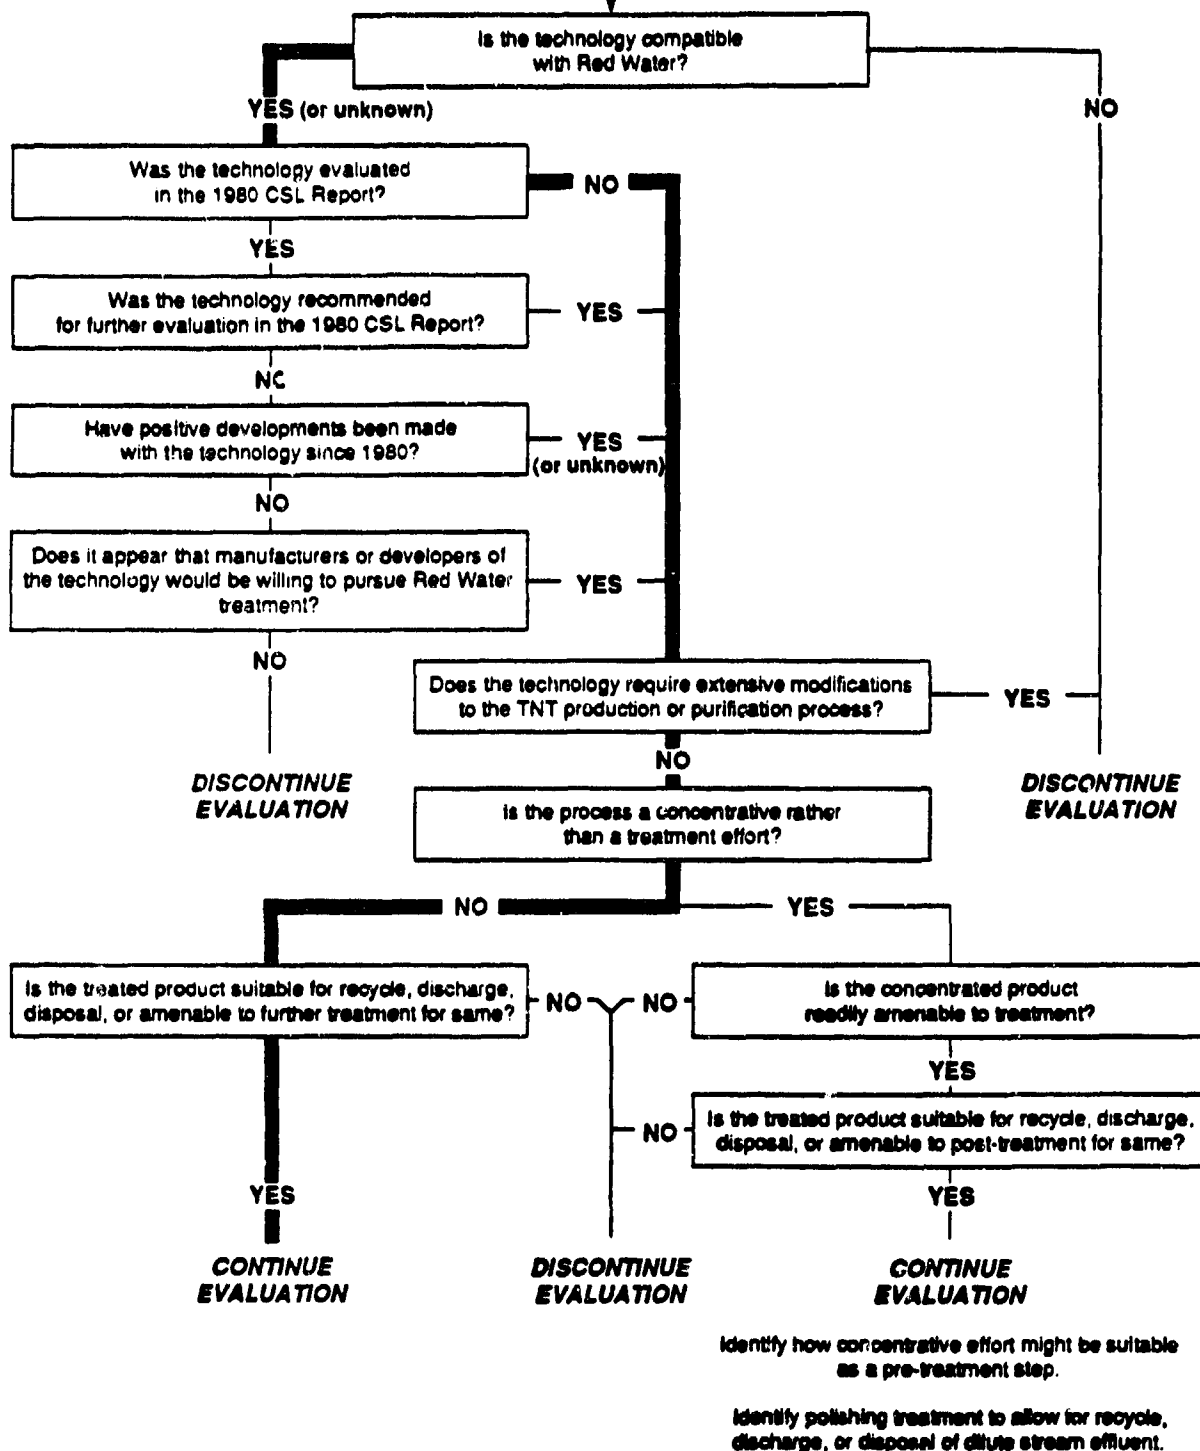 Is the technology compatible
with Red Water?
YES (or unknown)
NO
Was the technology evaluated
in the 1980 CSL Report?
NO
YES
Was the technology recommended
for further evaluation in the 1980 CSL Report?
YES
NC
Have positive developments been made
with the technology since 1980?
YES
(or unknown)
NO
Does it appear that manufacturers or developers of
the technology would be willing to pursue Red Water
treatment?
YES
NO
Does the technology require extensive modifications
to the TNT production or purification process?
YES
NO
DISCONTINUE
EVALUATION
DISCONTINUE
EVALUATION
Is the process a concentrative rather
than a treatment effort?
NO
YES
Is the treated product suitable for recycle, discharge,
disposal, or amenable to further treatment for same?
NO
NO
Is the concentrated product
readily amenable to treatment?
YES
NO
Is the treated product suitable for recycle, discharge,
disposal, or amenable to post-treatment for same?
YES
YES
CONTINUE
EVALUATION
DISCONTINUE
EVALUATION
CONTINUE
EVALUATION
Identify how concentrative effort might be suitable
as a pre-treatment step.
Identify polishing treatment to allow for recycle,
discharge, or disposal of dilute stream effluent.